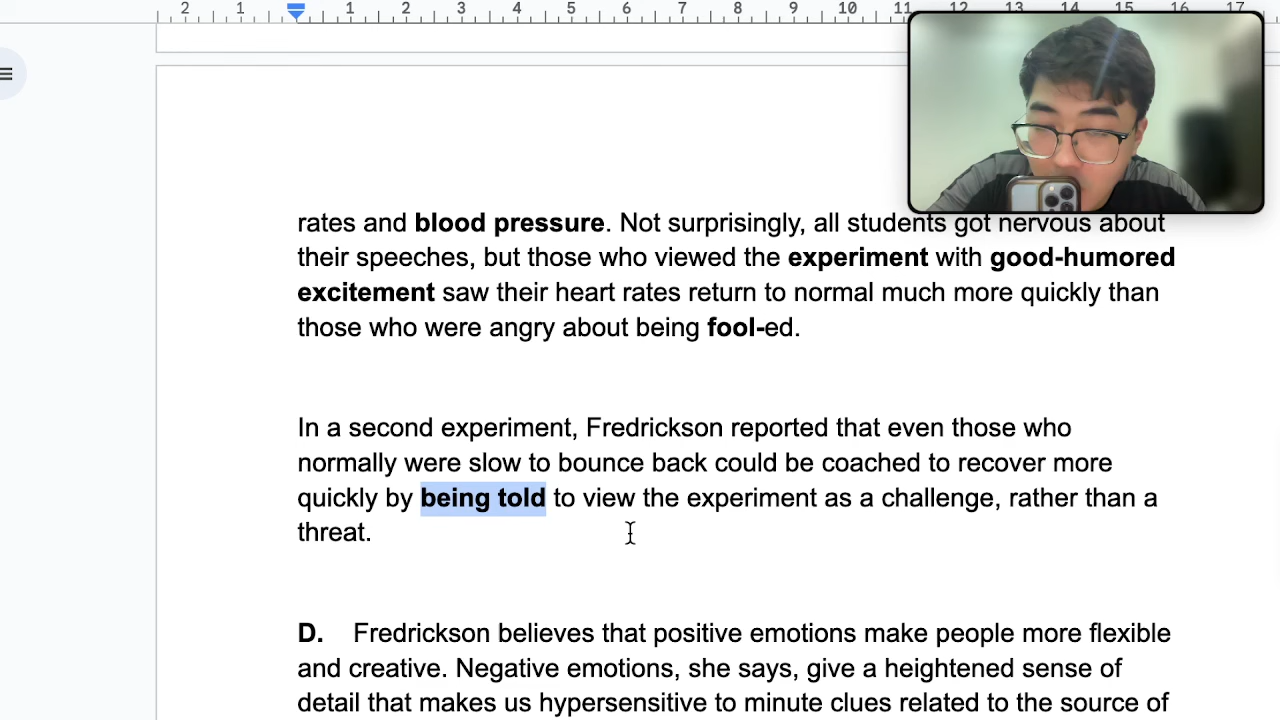 2 1 1 2 3 4 5 6 7 8 9 10 11 12 13 14 15 16 17
rates and blood pressure. Not surprisingly, all students got nervous about
their speeches, but those who viewed the experiment with good-humored
excitement saw their heart rates return to normal much more quickly than
those who were angry about being fool-ed.
In a second experiment, Fredrickson reported that even those who
normally were slow to bounce back could be coached to recover more
quickly by being told to view the experiment as a challenge, rather than a
threat.
D. Fredrickson believes that positive emotions make people more flexible
and creative. Negative emotions, she says, give a heightened sense of
detail that makes us hypersensitive to minute clues related to the source of